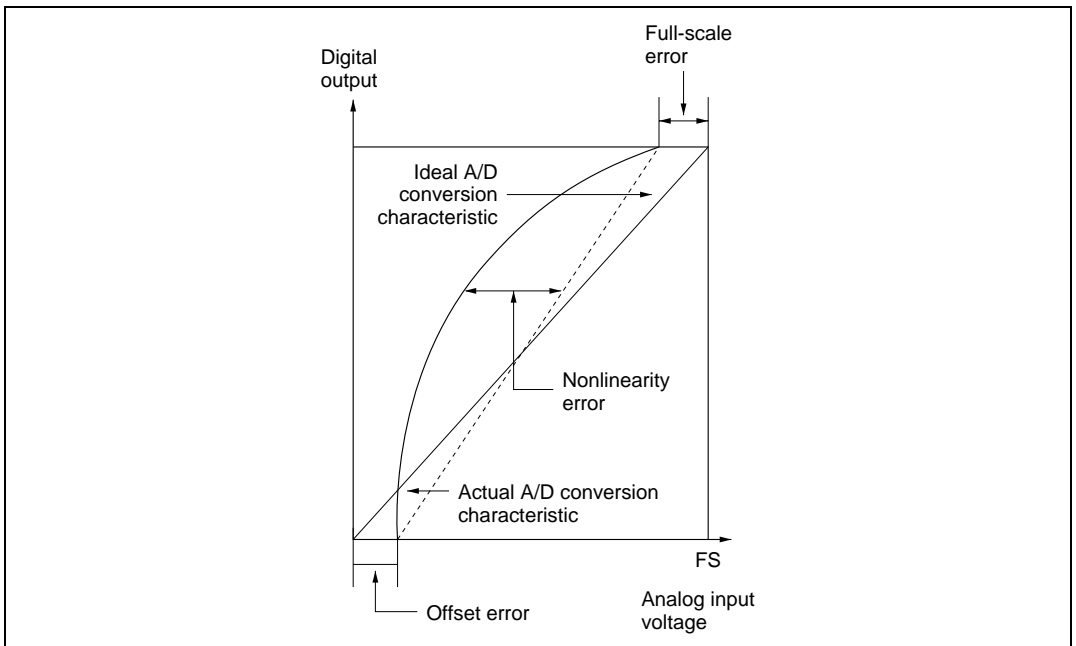 Full-scale
error
Digital
output
Ideal A/D
conversion
characteristic
Nonlinearity
error
Actual A/D conversion
characteristic
FS
Offset error
Analog input
voltage